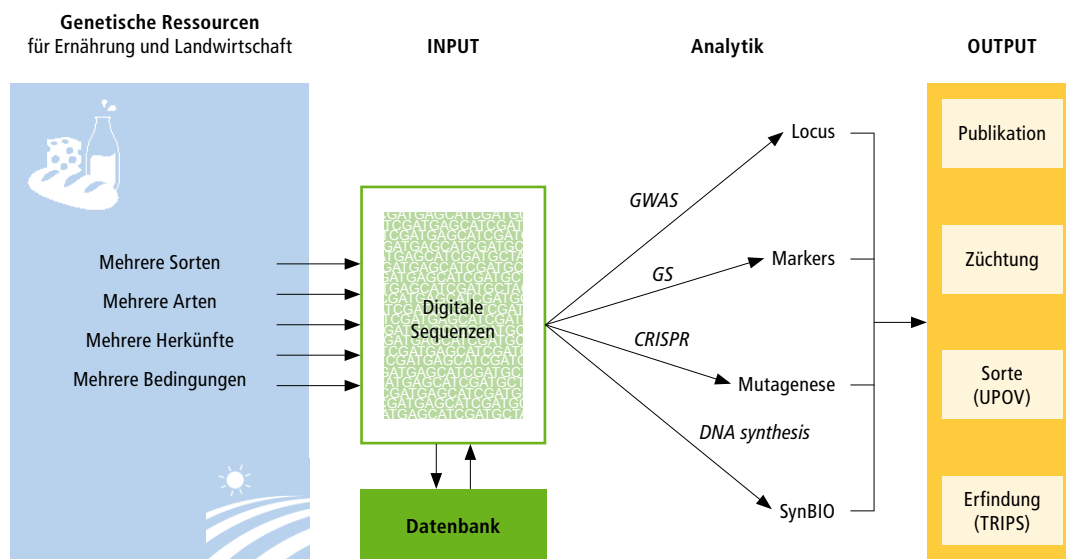 Genetische Ressourcen
für Ernährung und Landwirtschaft
INPUT
Analytik
OUTPUT
Mehrere Sorten
Mehrere Arten
Mehrere Herkünfte
Mehrere Bedingungen
Digitale
Sequenzen
Datenbank
GWAS
GS
CRISPR
DNA synthesis
Locus
Markers
Mutagenese
SynBIO
Publikation
Züchtung
Sorte
(UPOV)
Erfindung
(TRIPS)